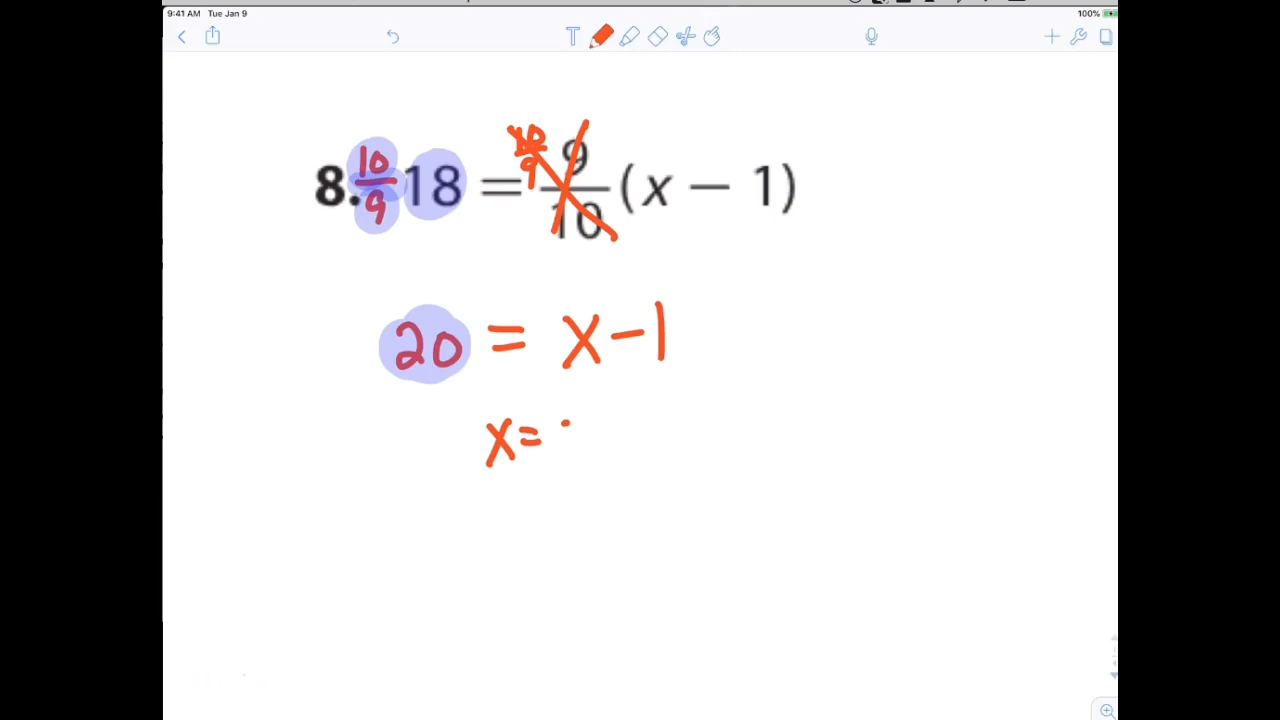 9:41 AM Tue Jan 9
100%
T
8. 10/9 18 = 10/9 9/10 (x − 1)
20 = x - 1
x =